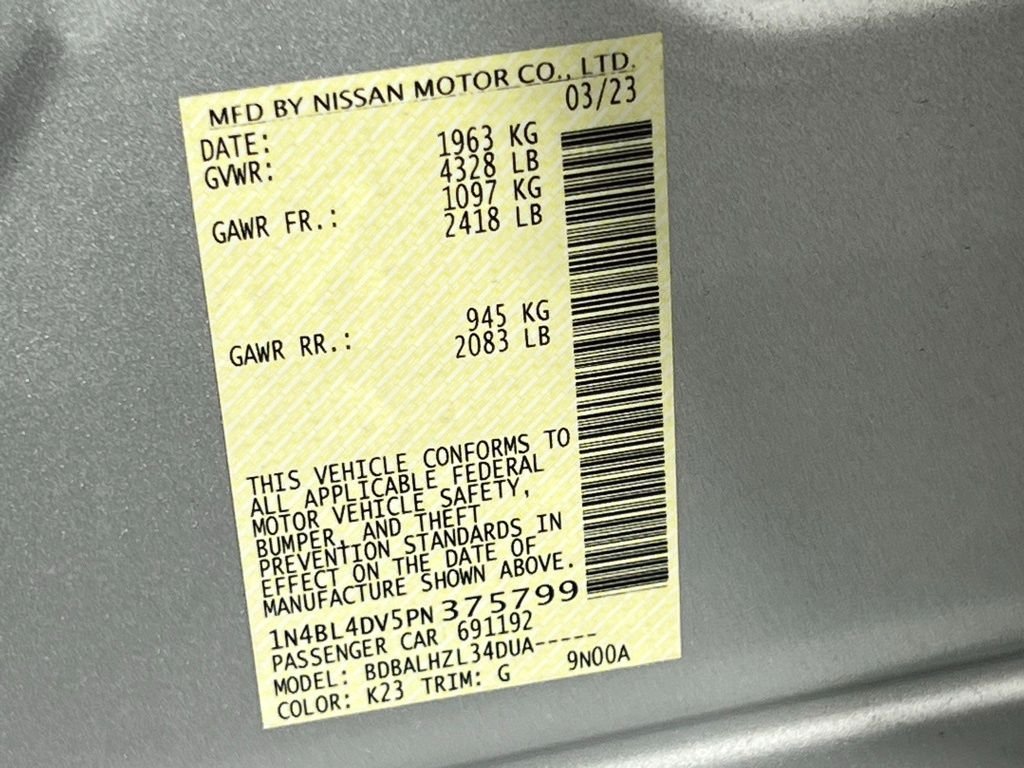 MFD BY NISSAN MOTOR CO., LTD.
DATE: 03/23
GVWR: 1963 KG
4328 LB
GAWR FR.: 1097 KG
2418 LB
GAWR RR.: 945 KG
2083 LB
THIS VEHICLE CONFORMS TO
ALL APPLICABLE FEDERAL
MOTOR VEHICLE SAFETY,
BUMPER, AND THEFT
PREVENTION STANDARDS IN
EFFECT ON THE DATE OF
MANUFACTURE SHOWN ABOVE.
1N4BL4DV5PN375799
PASSENGER CAR 691192
MODEL: BDBALHZL34DUA-----
COLOR: K23 TRIM: G 9N00A